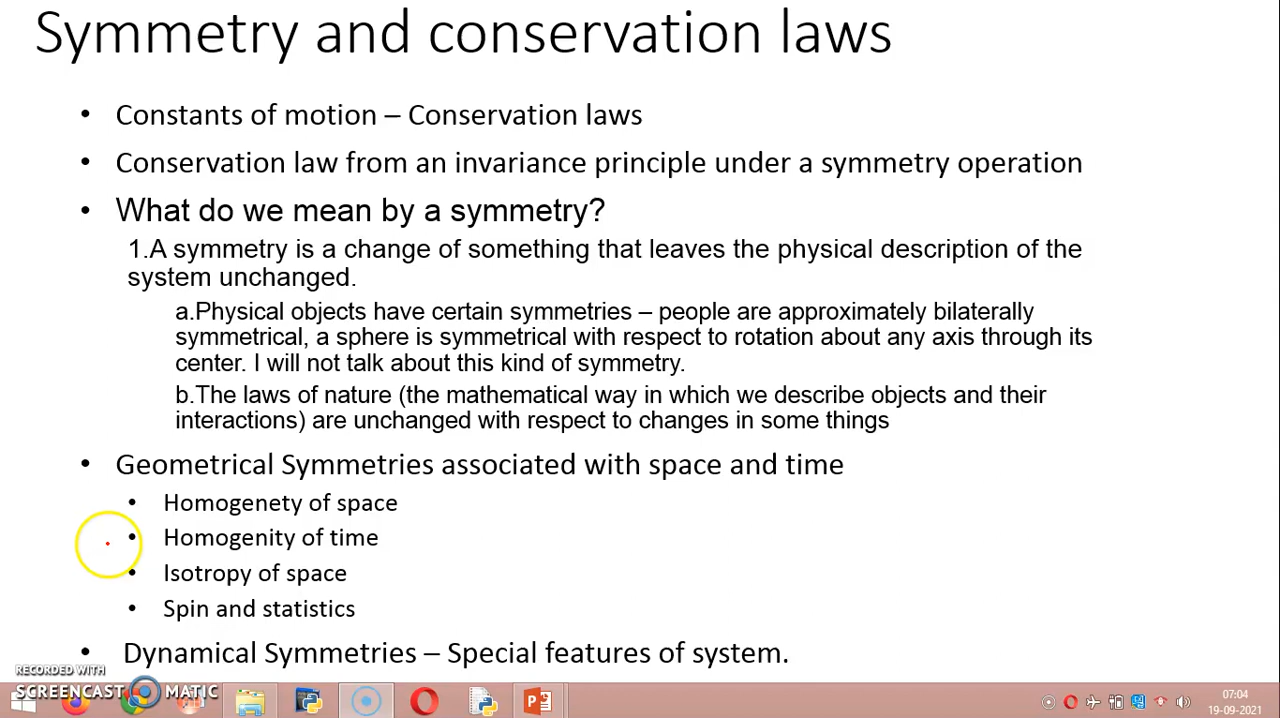 Symmetry and conservation laws
• Constants of motion – Conservation laws
• Conservation law from an invariance principle under a symmetry operation
• What do we mean by a symmetry?
1.A symmetry is a change of something that leaves the physical description of the
system unchanged.
a.Physical objects have certain symmetries – people are approximately bilaterally
symmetrical, a sphere is symmetrical with respect to rotation about any axis through its
center. I will not talk about this kind of symmetry.
b.The laws of nature (the mathematical way in which we describe objects and their
interactions) are unchanged with respect to changes in some things
• Geometrical Symmetries associated with space and time
• Homogenety of space
• Homogenity of time
• Isotropy of space
• Spin and statistics
• Dynamical Symmetries – Special features of system.
RECORDED WITH
SCREENCAST MATIC
07:04
19-09-2021